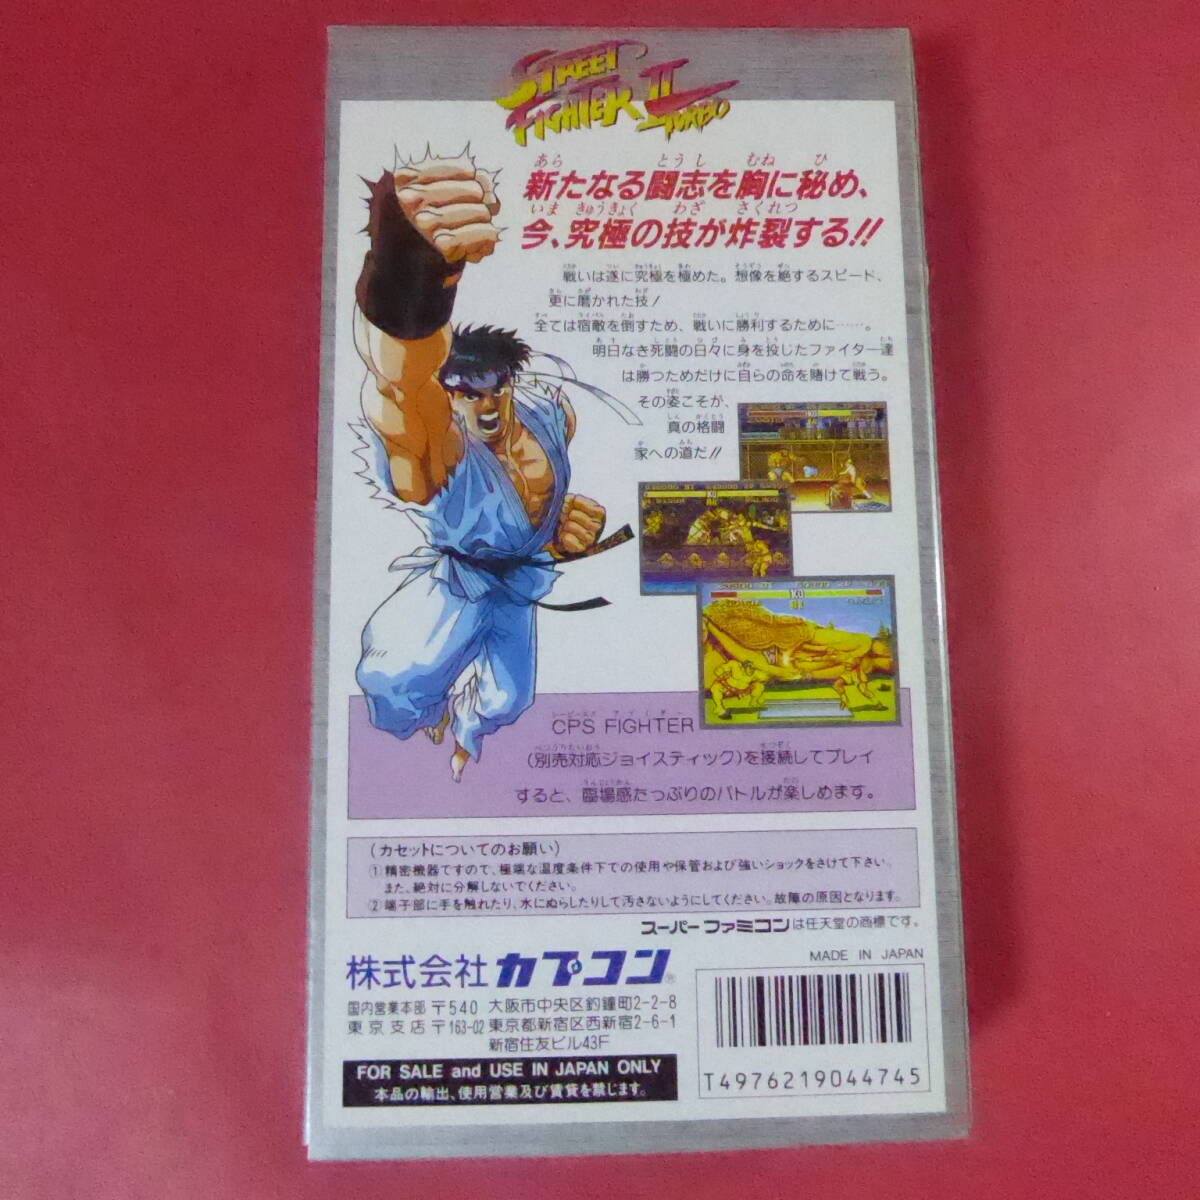 STREET
FIGHTER II
TURBO
新たなる闘志を胸に秘め、
今、究極の技が炸裂する!!
戦いは遂に究極を極めた。想像を絶するスピード、
更に磨かれた技!
全ては宿敵を倒すため、戦いに勝利するために……。
明日なき死闘の日々に身を投じたファイター達
は勝つためだけに自らの命を賭けて戦う。
その姿こそが、
真の格闘
家への道だ!!
CPS FIGHTER
(別売対応ジョイスティック)を接続してプレイ
すると、臨場感たっぷりのバトルが楽しめます。
(カセットについてのお願い)
①精密機器ですので、極端な温度条件下での使用や保管および強いショックをさけて下さい。
また、絶対に分解しないでください。
②端子部に手を触れたり、水にぬらしたりして汚さないようにしてください。故障の原因となります。
スーパーファミコンは任天堂の商標です。
MADE IN JAPAN
株式会社カプコン®
国内営業本部 〒540 大阪市中央区釣鐘町2-2-8
東京支店 〒163-02 東京都新宿区西新宿2-6-1
新宿住友ビル43F
FOR SALE and USE IN JAPAN ONLY
本品の輸出、使用営業及び賃貸を禁じます。
T4976219044745